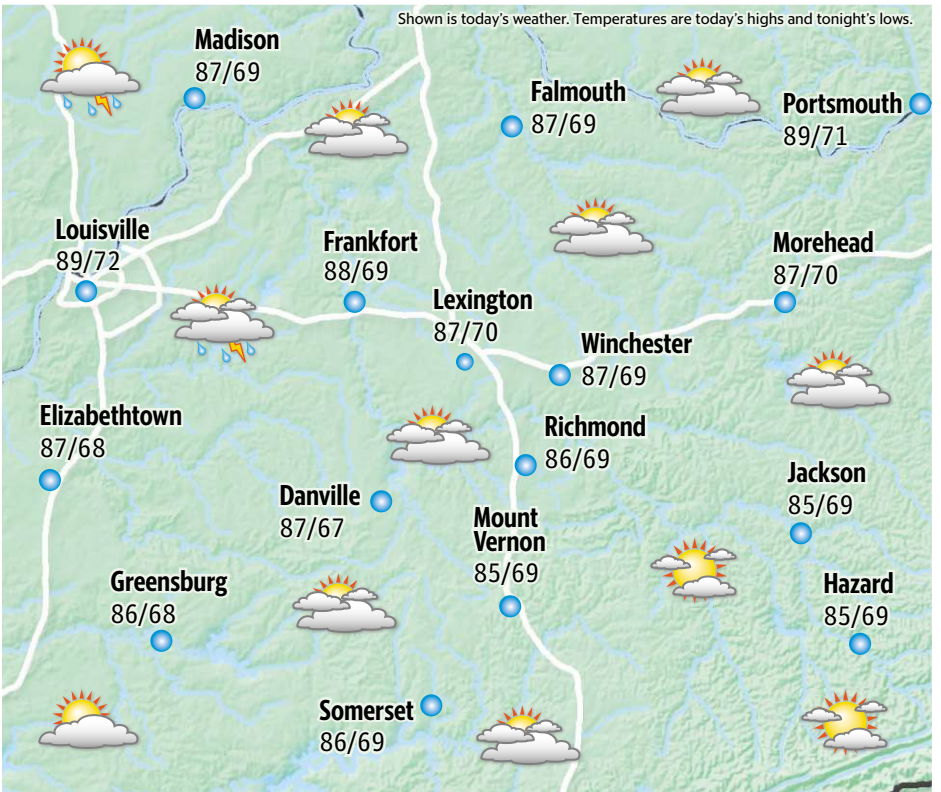 Shown is today's weather. Temperatures are today's highs and tonight's lows.
Madison
87/69
Falmouth
87/69
Portsmouth
89/71
Louisville
89/72
Frankfort
88/69
Morehead
87/70
Lexington
87/70
Winchester
87/69
Elizabethtown
87/68
Richmond
86/69
Jackson
85/69
Danville
87/67
Mount
Vernon
85/69
Greensburg
86/68
Hazard
85/69
Somerset
86/69